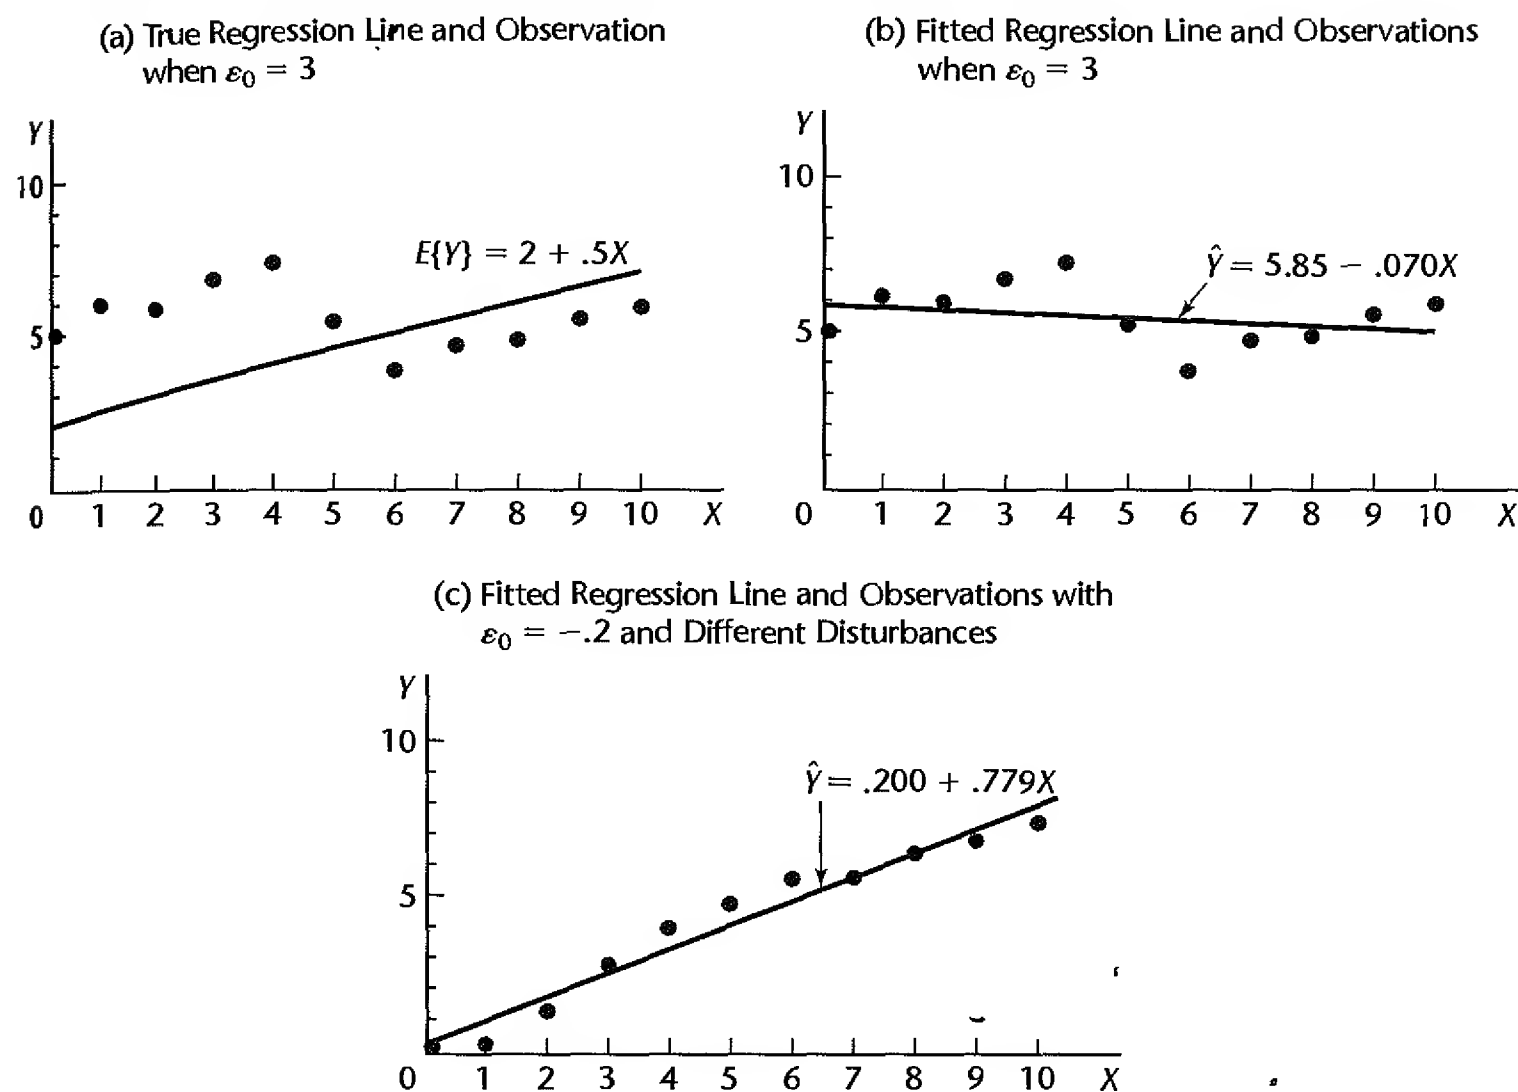 (a) True Regression Line and Observation
when ε₀ = 3
Y
10
E{Y} = 2 + .5X
5
0 1 2 3 4 5 6 7 8 9 10 X
(b) Fitted Regression Line and Observations
when ε₀ = 3
Y
10
Ŷ = 5.85 − .070X
5
0 1 2 3 4 5 6 7 8 9 10 X
(c) Fitted Regression Line and Observations with
ε₀ = −.2 and Different Disturbances
Y
10
Ŷ = .200 + .779X
5
0 1 2 3 4 5 6 7 8 9 10 X